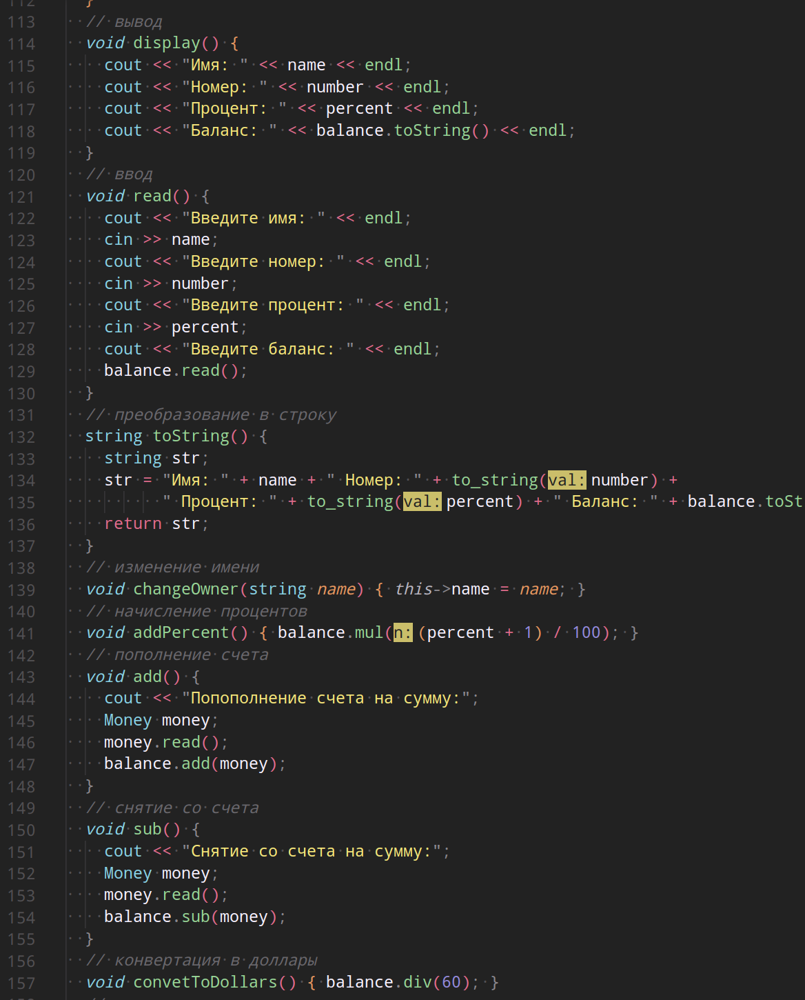 112 }
113 // вывод
114 void display() {
115 cout << "Имя: " << name << endl;
116 cout << "Номер: " << number << endl;
117 cout << "Процент: " << percent << endl;
118 cout << "Баланс: " << balance.toString() << endl;
119 }
120 // ввод
121 void read() {
122 cout << "Введите имя: " << endl;
123 cin >> name;
124 cout << "Введите номер: " << endl;
125 cin >> number;
126 cout << "Введите процент: " << endl;
127 cin >> percent;
128 cout << "Введите баланс: " << endl;
129 balance.read();
130 }
131 // преобразование в строку
132 string toString() {
133 string str;
134 str = "Имя: " + name + " Номер: " + to_string(val: number) +
135 " Процент: " + to_string(val: percent) + " Баланс: " + balance.toSt
136 return str;
137 }
138 // изменение имени
139 void changeOwner(string name) { this->name = name; }
140 // начисление процентов
141 void addPercent() { balance.mul(n: (percent + 1) / 100); }
142 // пополнение счета
143 void add() {
144 cout << "Попополнение счета на сумму:";
145 Money money;
146 money.read();
147 balance.add(money);
148 }
149 // снятие со счета
150 void sub() {
151 cout << "Снятие со счета на сумму:";
152 Money money;
153 money.read();
154 balance.sub(money);
155 }
156 // конвертация в доллары
157 void convetToDollars() { balance.div(60); }